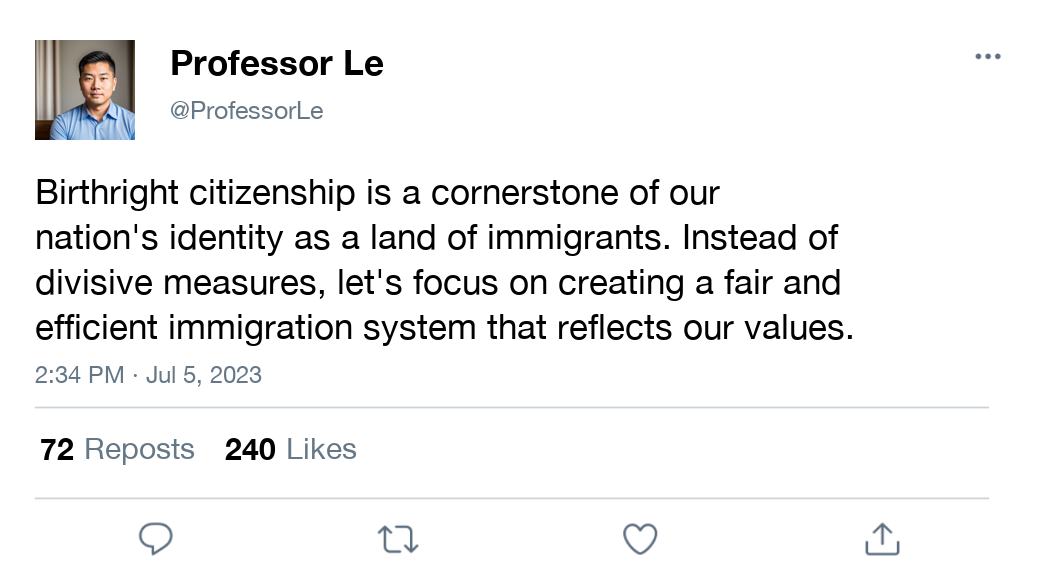 Professor Le
@ProfessorLe
Birthright citizenship is a cornerstone of our
nation's identity as a land of immigrants. Instead of
divisive measures, let's focus on creating a fair and
efficient immigration system that reflects our values.
2:34 PM · Jul 5, 2023
72 Reposts 240 Likes